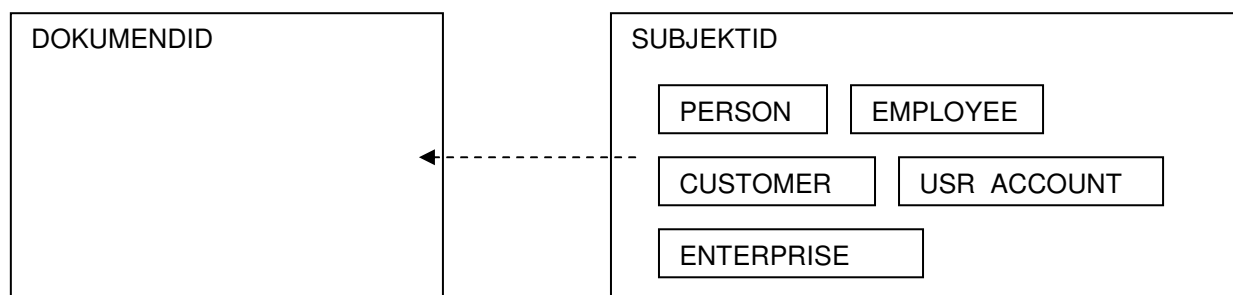 DOKUMENDID
SUBJEKTID
PERSON EMPLOYEE
CUSTOMER USR ACCOUNT
ENTERPRISE